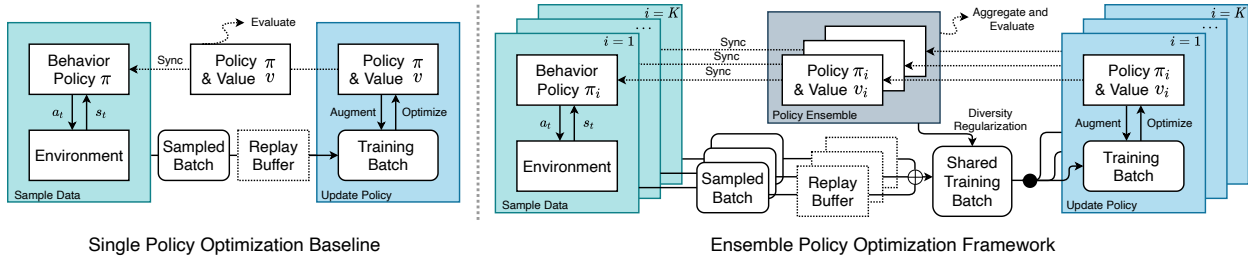 Evaluate
Behavior
Policy π
Sync
Policy π
& Value v
Policy π
& Value v
a_t
s_t
Augment
Optimize
Environment
Sampled
Batch
Replay
Buffer
Training
Batch
Sample Data
Update Policy
Single Policy Optimization Baseline
i = K
...
i = 1
Behavior
Policy π_i
Sync
Sync
Sync
Aggregate and
Evaluate
Policy π_i
& Value v_i
Policy Ensemble
i = K
...
i = 1
Policy π_i
& Value v_i
a_t
s_t
Diversity
Regularization
Augment
Optimize
Environment
Sampled
Batch
Replay
Buffer
Shared
Training
Batch
Training
Batch
Sample Data
Update Policy
Ensemble Policy Optimization Framework